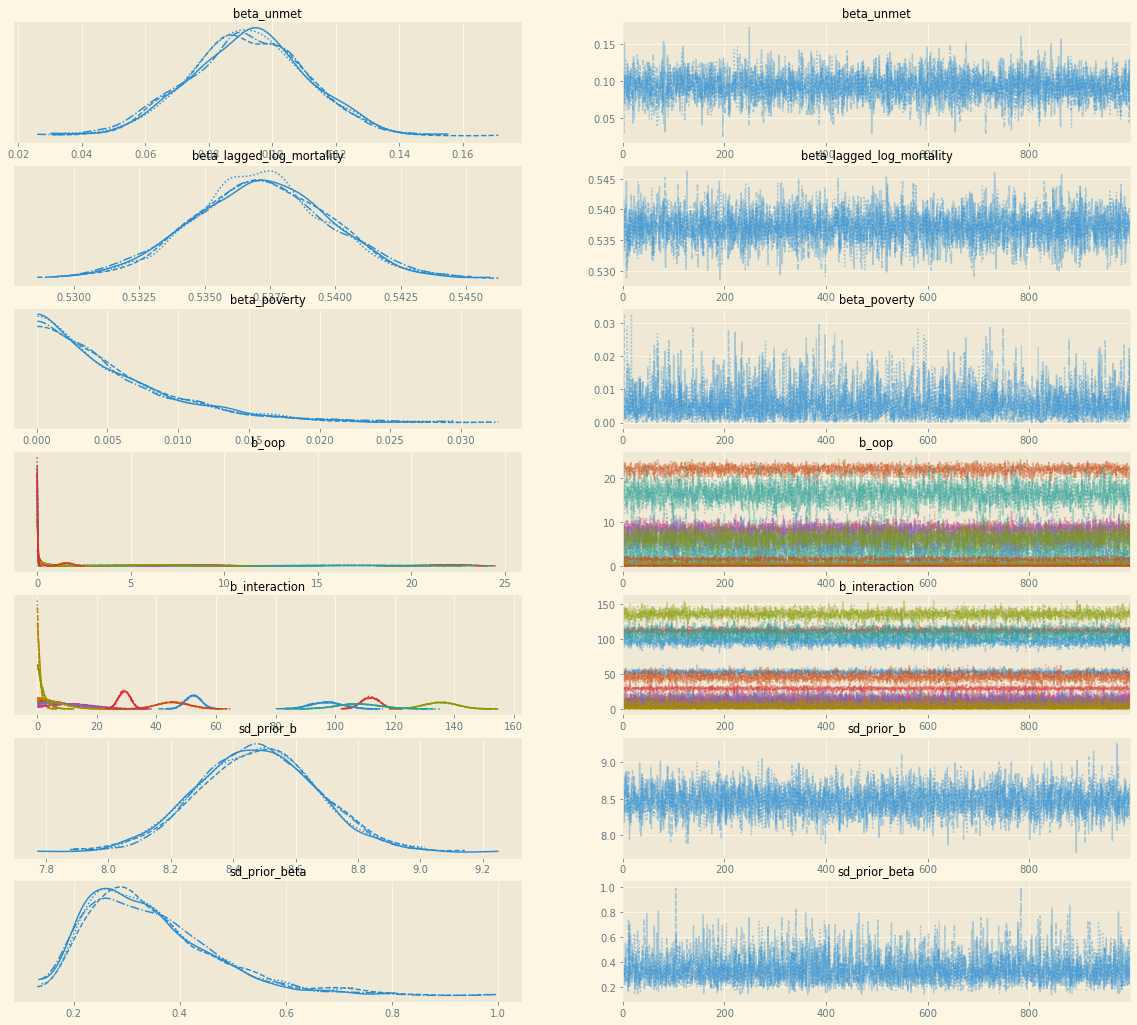 beta_unmet beta_unmet
0.15
0.10
0.05
0.02 0.04 0.06 0.08 0.10 0.12 0.14 0.16 0 200 400 600 800
beta_lagged_log_mortality beta_lagged_log_mortality
0.545
0.540
0.535
0.530
0.5300 0.5325 0.5350 0.5375 0.5400 0.5425 0.5450 0 200 400 600 800
beta_poverty beta_poverty
0.03
0.02
0.01
0.00
0.000 0.005 0.010 0.015 0.020 0.025 0.030 0 200 400 600 800
b_oop b_oop
20
10
0
0 5 10 15 20 25 0 200 400 600 800
b_interaction b_interaction
150
100
50
0
0 20 40 60 80 100 120 140 160 0 200 400 600 800
sd_prior_b sd_prior_b
9.0
8.5
8.0
7.8 8.0 8.2 8.4 8.6 8.8 9.0 9.2 0 200 400 600 800
sd_prior_beta sd_prior_beta
1.0
0.8
0.6
0.4
0.2
0.2 0.4 0.6 0.8 1.0 0 200 400 600 800